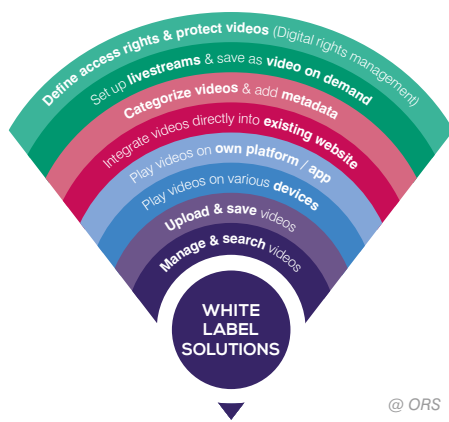 Define access rights & protect videos (Digital rights management)
Set up livestreams & save as video on demand
Categorize videos & add metadata
Integrate videos directly into existing website
Play videos on own platform / app
Play videos on various devices
Upload & save videos
Manage & search videos
WHITE
LABEL
SOLUTIONS
@ ORS